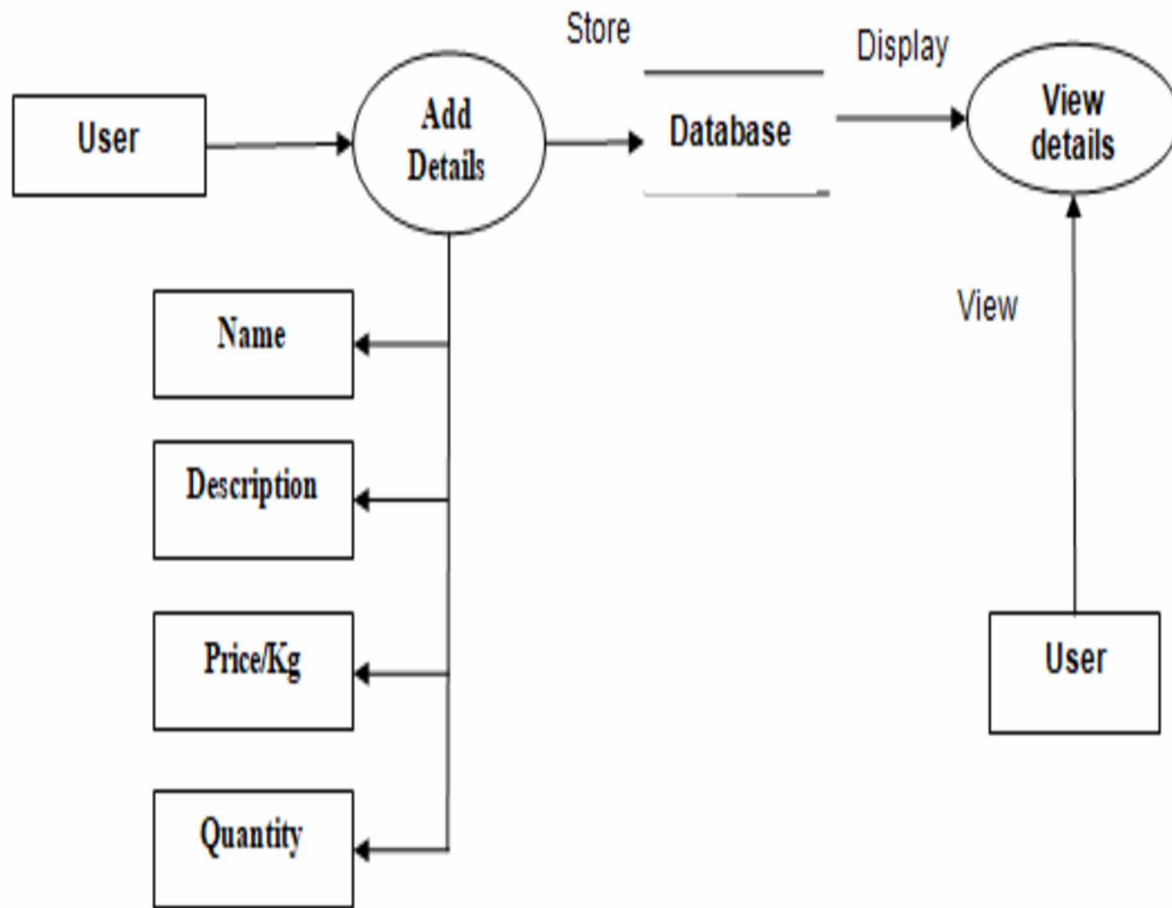 Store
Display
User
Add
Details
Database
View
details
Name
View
Description
Price/Kg
User
Quantity